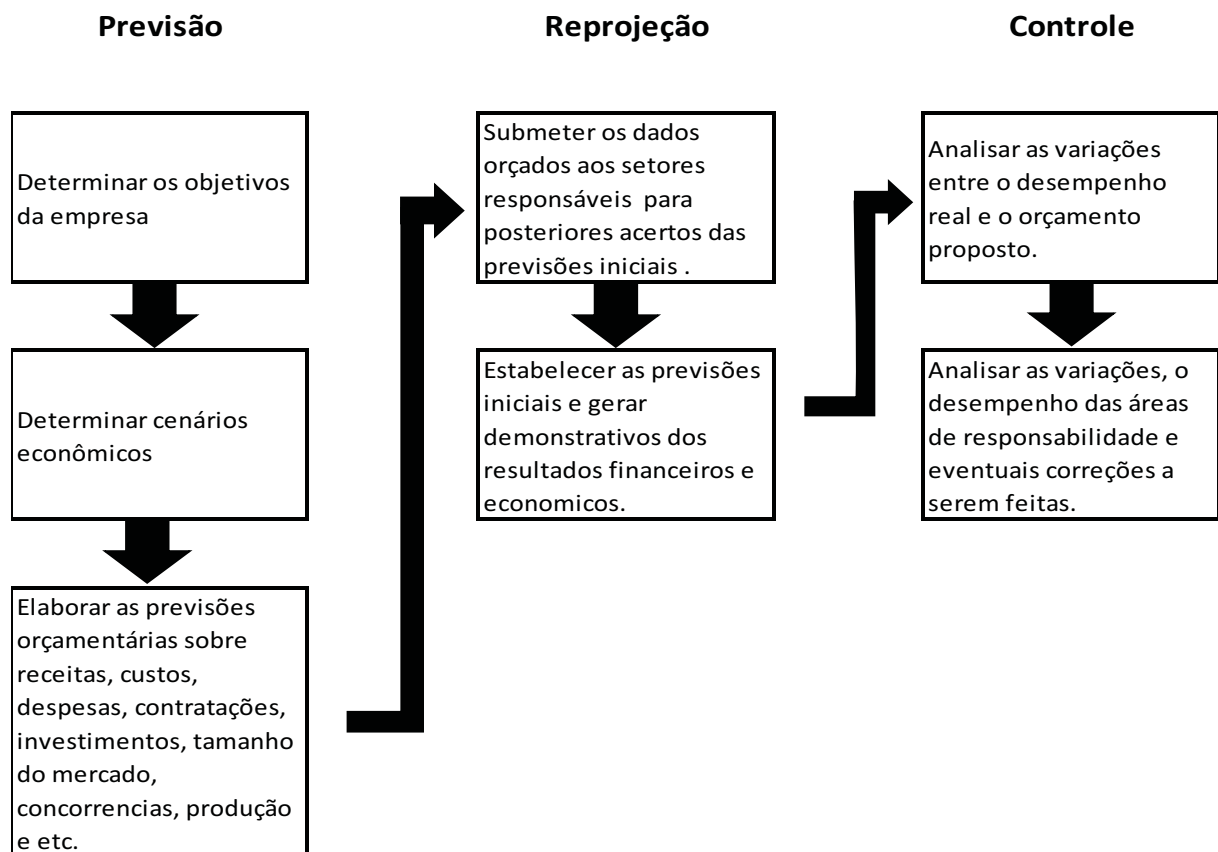 Previsão
Reprojeção
Controle
Determinar os objetivos
da empresa
Determinar cenários
econômicos
Elaborar as previsões
orçamentárias sobre
receitas, custos,
despesas, contratações,
investimentos, tamanho
do mercado,
concorrencias, produção
e etc.
Submeter os dados
orçados aos setores
responsáveis para
posteriores acertos das
previsões iniciais .
Estabelecer as previsões
iniciais e gerar
demonstrativos dos
resultados financeiros e
economicos.
Analisar as variações
entre o desempenho
real e o orçamento
proposto.
Analisar as variações, o
desempenho das áreas
de responsabilidade e
eventuais correções a
serem feitas.